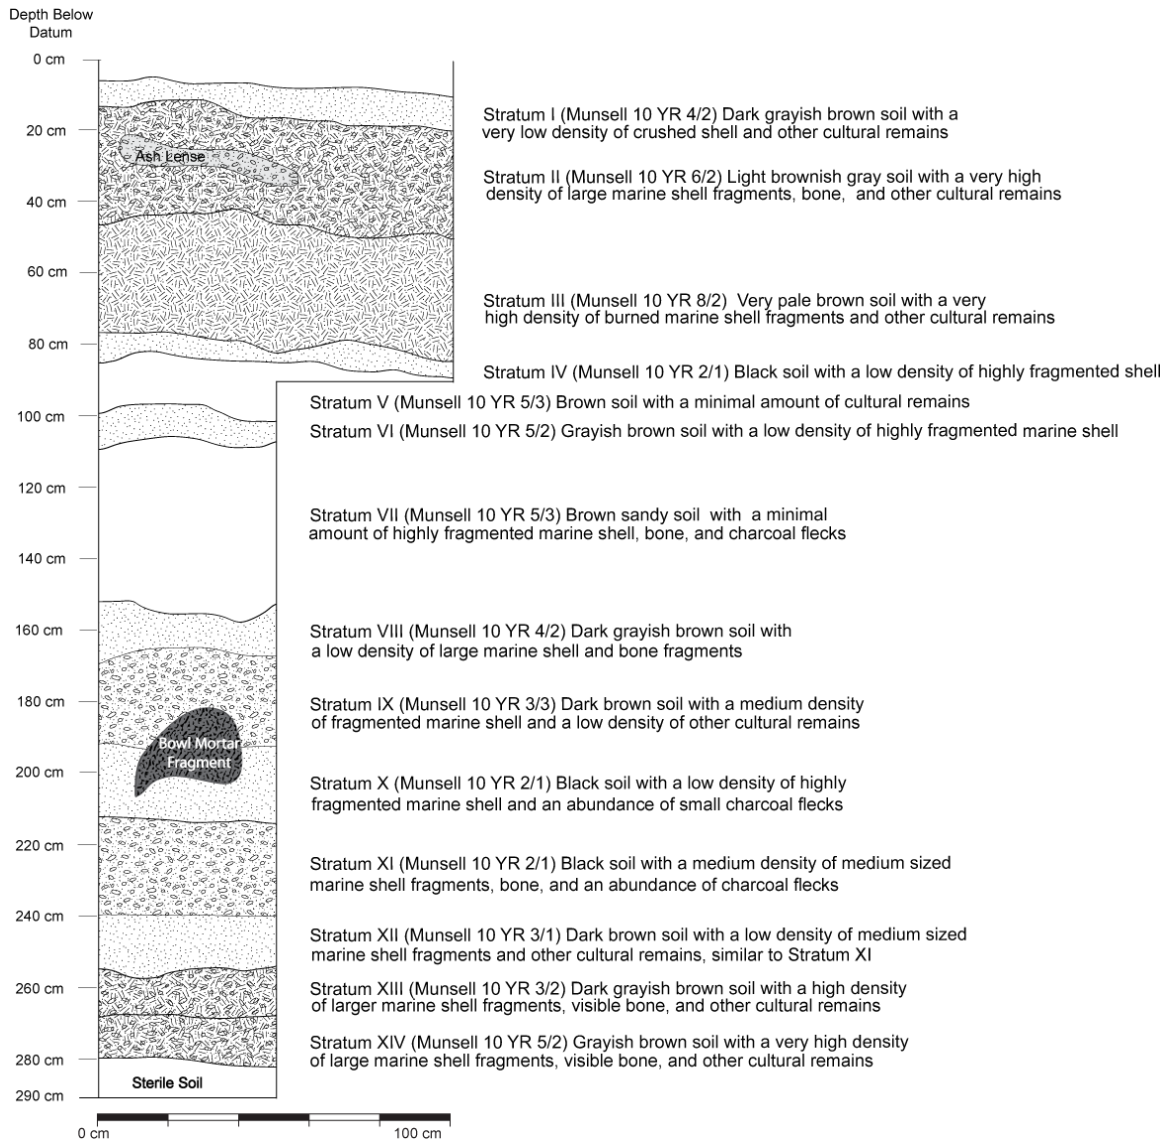 Depth Below
Datum
0 cm
20 cm
40 cm
60 cm
80 cm
100 cm
120 cm
140 cm
160 cm
180 cm
200 cm
220 cm
240 cm
260 cm
280 cm
290 cm
Ash Lense
Bowl Mortar
Fragment
Sterile Soil
Stratum I (Munsell 10 YR 4/2) Dark grayish brown soil with a
very low density of crushed shell and other cultural remains
Stratum II (Munsell 10 YR 6/2) Light brownish gray soil with a very high
density of large marine shell fragments, bone, and other cultural remains
Stratum III (Munsell 10 YR 8/2) Very pale brown soil with a very
high density of burned marine shell fragments and other cultural remains
Stratum IV (Munsell 10 YR 2/1) Black soil with a low density of highly fragmented shell
Stratum V (Munsell 10 YR 5/3) Brown soil with a minimal amount of cultural remains
Stratum VI (Munsell 10 YR 5/2) Grayish brown soil with a low density of highly fragmented marine shell
Stratum VII (Munsell 10 YR 5/3) Brown sandy soil with a minimal
amount of highly fragmented marine shell, bone, and charcoal flecks
Stratum VIII (Munsell 10 YR 4/2) Dark grayish brown soil with
a low density of large marine shell and bone fragments
Stratum IX (Munsell 10 YR 3/3) Dark brown soil with a medium density
of fragmented marine shell and a low density of other cultural remains
Stratum X (Munsell 10 YR 2/1) Black soil with a low density of highly
fragmented marine shell and an abundance of small charcoal flecks
Stratum XI (Munsell 10 YR 2/1) Black soil with a medium density of medium sized
marine shell fragments, bone, and an abundance of charcoal flecks
Stratum XII (Munsell 10 YR 3/1) Dark brown soil with a low density of medium sized
marine shell fragments and other cultural remains, similar to Stratum XI
Stratum XIII (Munsell 10 YR 3/2) Dark grayish brown soil with a high density
of larger marine shell fragments, visible bone, and other cultural remains
Stratum XIV (Munsell 10 YR 5/2) Grayish brown soil with a very high density
of large marine shell fragments, visible bone, and other cultural remains
0 cm
100 cm